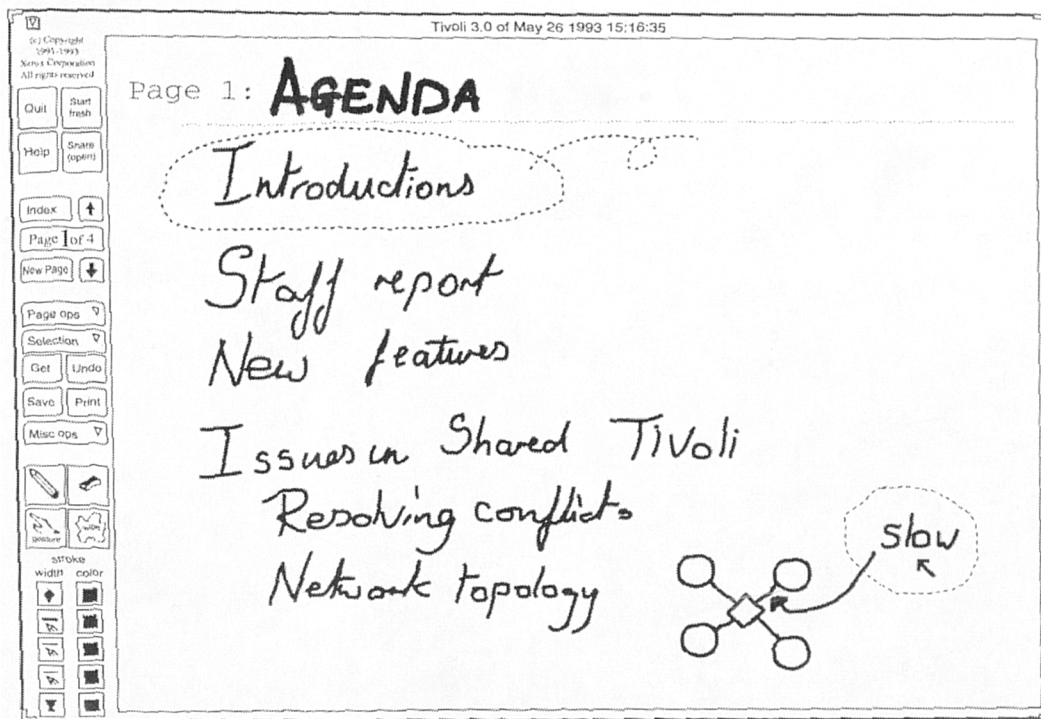 Tivoli 3.0 of May 26 1993 15:16:35
(c) Copyright
1991-1993
Xerox Corporation
All rights reserved
Quit
Start fresh
Help
Share (open)
Index
Page 1 of 4
New Page
Page ops
Selection
Get
Undo
Save
Print
Misc ops
gesture
wipe
stroke
width color
Page 1: AGENDA
Introductions
Staff report
New features
Issues in Shared Tivoli
Resolving conflicts
Network topology
slow